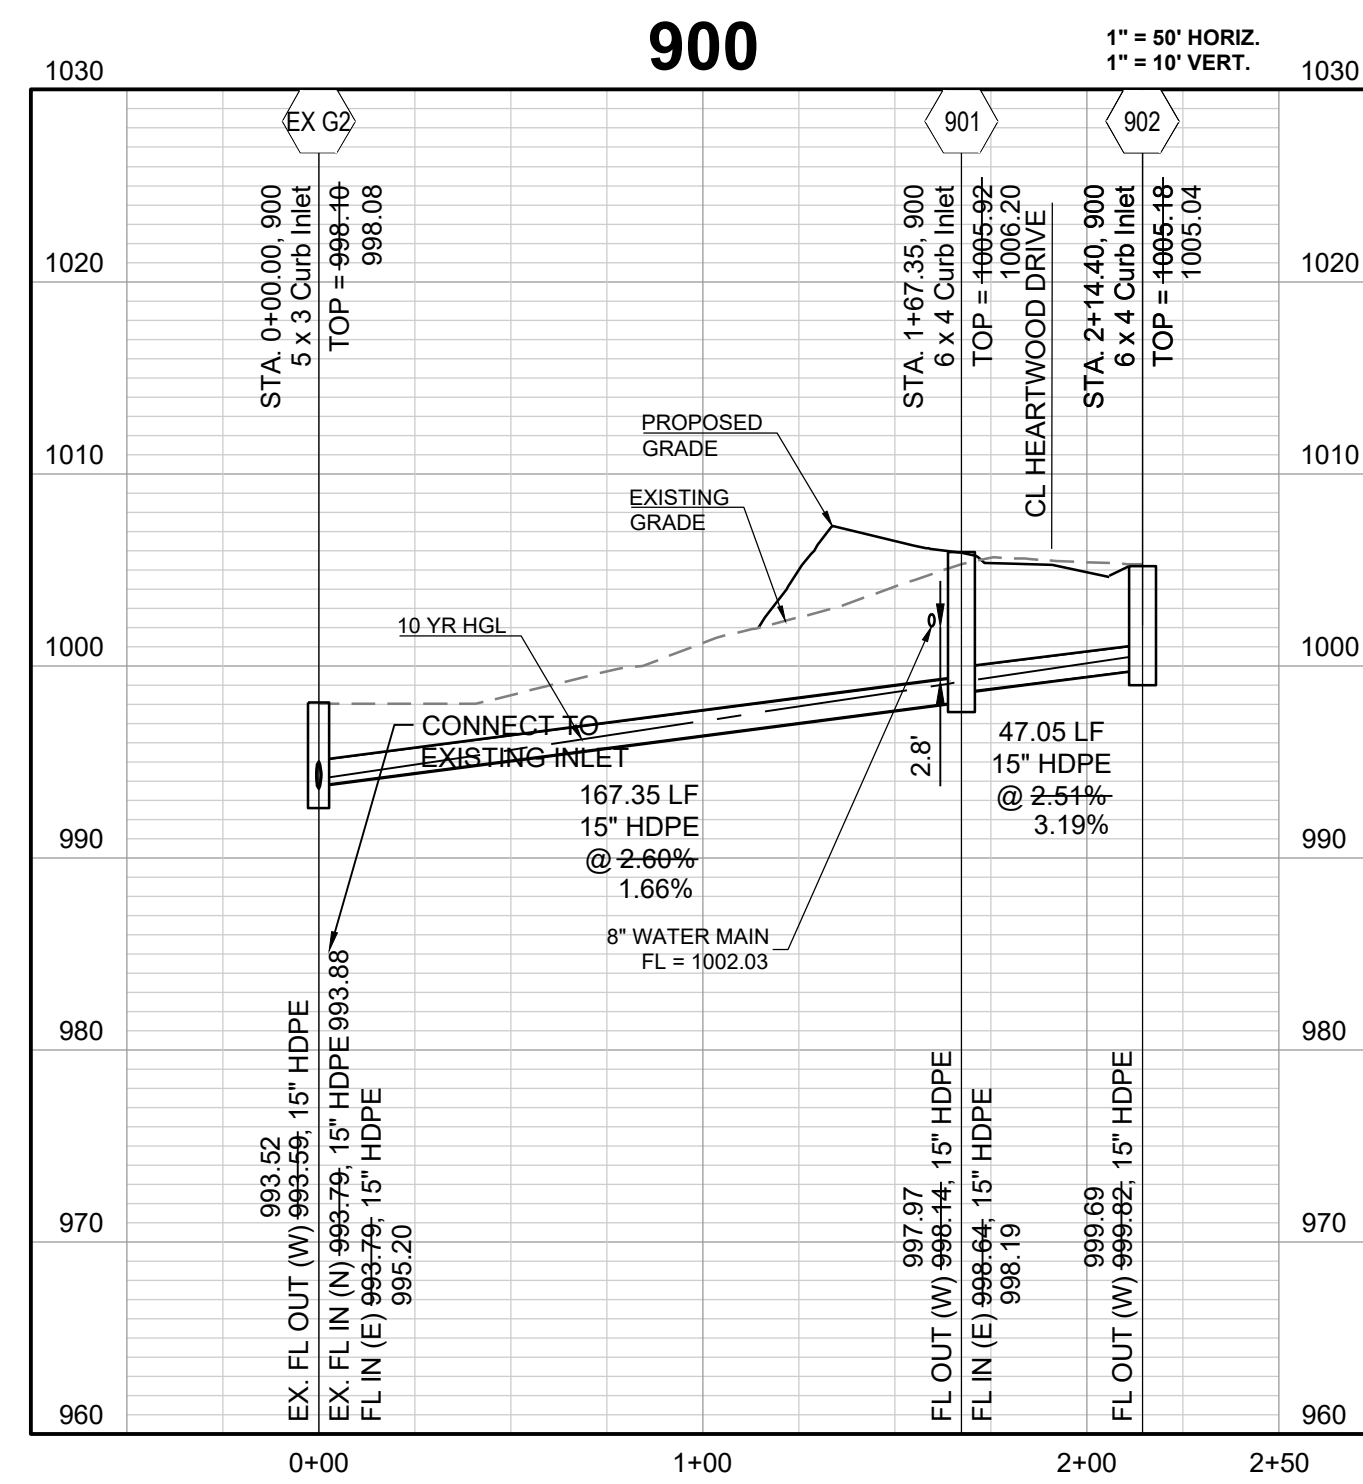 900
1" = 50' HORIZ.
1" = 10' VERT.
1030
1030
EX G2
901
902
STA. 0+00.00, 900
5 x 3 Curb Inlet
TOP = 998.10
998.08
STA. 1+67.35, 900
6 x 4 Curb Inlet
TOP = 1005.92
1006.20
CL HEARTWOOD DRIVE
STA. 2+14.40, 900
6 x 4 Curb Inlet
TOP = 1005.18
1005.04
1020
1020
PROPOSED
GRADE
1010
1010
EXISTING
GRADE
10 YR HGL
1000
1000
CONNECT TO
EXISTING INLET
167.35 LF
15" HDPE
@ 2.60%
1.66%
2.8'
47.05 LF
15" HDPE
@ 2.51%
3.19%
990
990
8" WATER MAIN
FL = 1002.03
980
980
993.52
EX. FL OUT (W) 993.59, 15" HDPE
EX. FL IN (N) 993.79, 15" HDPE 993.88
FL IN (E) 993.79, 15" HDPE
995.20
997.97
FL OUT (W) 998.14, 15" HDPE
FL IN (E) 998.64, 15" HDPE
998.19
999.69
FL OUT (W) 999.82, 15" HDPE
970
970
960
960
0+00
1+00
2+00
2+50